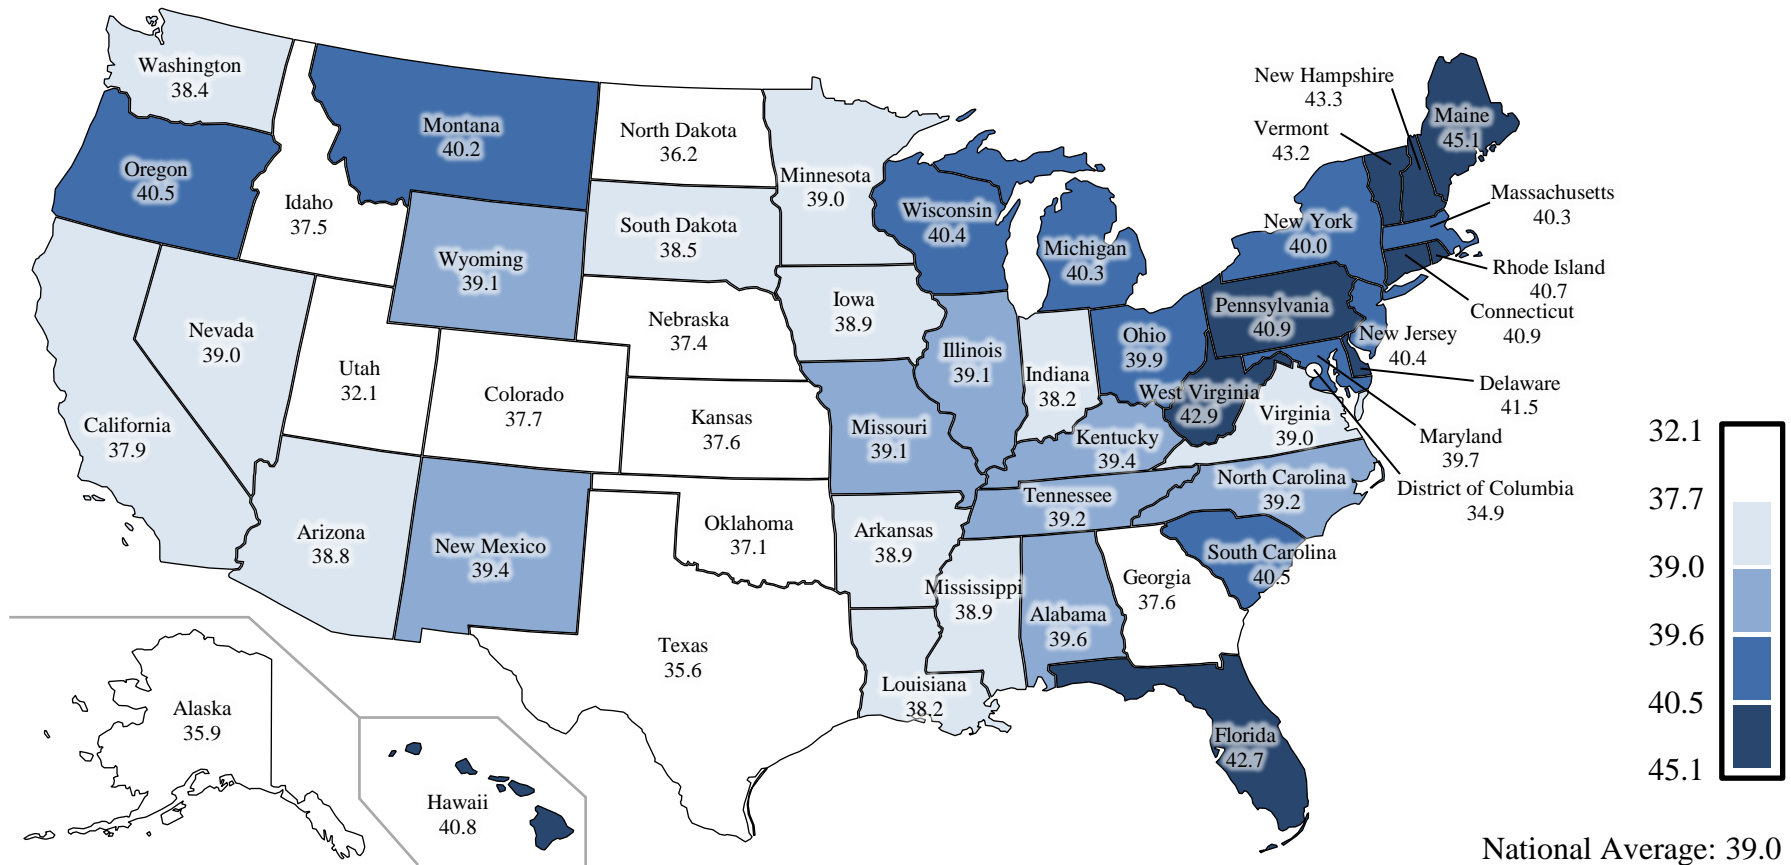 Washington
38.4
Oregon
40.5
California
37.9
Nevada
39.0
Idaho
37.5
Montana
40.2
Wyoming
39.1
Utah
32.1
Colorado
37.7
Arizona
38.8
New Mexico
39.4
North Dakota
36.2
South Dakota
38.5
Nebraska
37.4
Kansas
37.6
Oklahoma
37.1
Texas
35.6
Minnesota
39.0
Iowa
38.9
Missouri
39.1
Arkansas
38.9
Louisiana
38.2
Wisconsin
40.4
Illinois
39.1
Michigan
40.3
Indiana
38.2
Ohio
39.9
Kentucky
39.4
Tennessee
39.2
Mississippi
38.9
Alabama
39.6
Georgia
37.6
Florida
42.7
South Carolina
40.5
North Carolina
39.2
Virginia
39.0
West Virginia
42.9
Pennsylvania
40.9
New York
40.0
Vermont
43.2
New Hampshire
43.3
Maine
45.1
Massachusetts
40.3
Rhode Island
40.7
Connecticut
40.9
New Jersey
40.4
Delaware
41.5
Maryland
39.7
District of Columbia
34.9
Alaska
35.9
Hawaii
40.8
32.1
37.7
39.0
39.6
40.5
45.1
National Average: 39.0